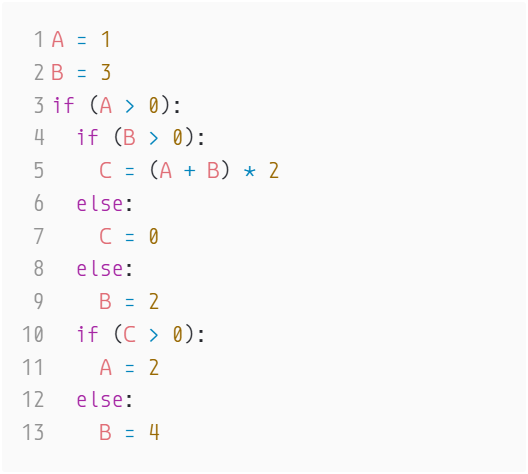 1 A = 1
2 B = 3
3 if (A > 0):
4   if (B > 0):
5     C = (A + B) * 2
6   else:
7     C = 0
8   else:
9     B = 2
10   if (C > 0):
11     A = 2
12   else:
13     B = 4